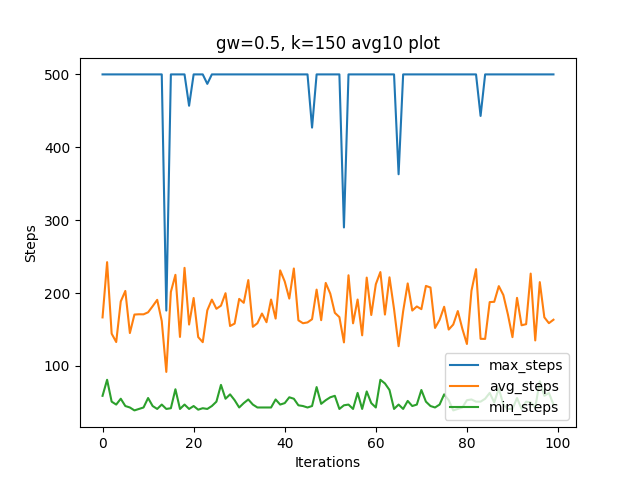 gw=0.5, k=150 avg10 plot
500
400
300
200
100
Steps
max_steps
avg_steps
min_steps
0 20 40 60 80 100
Iterations